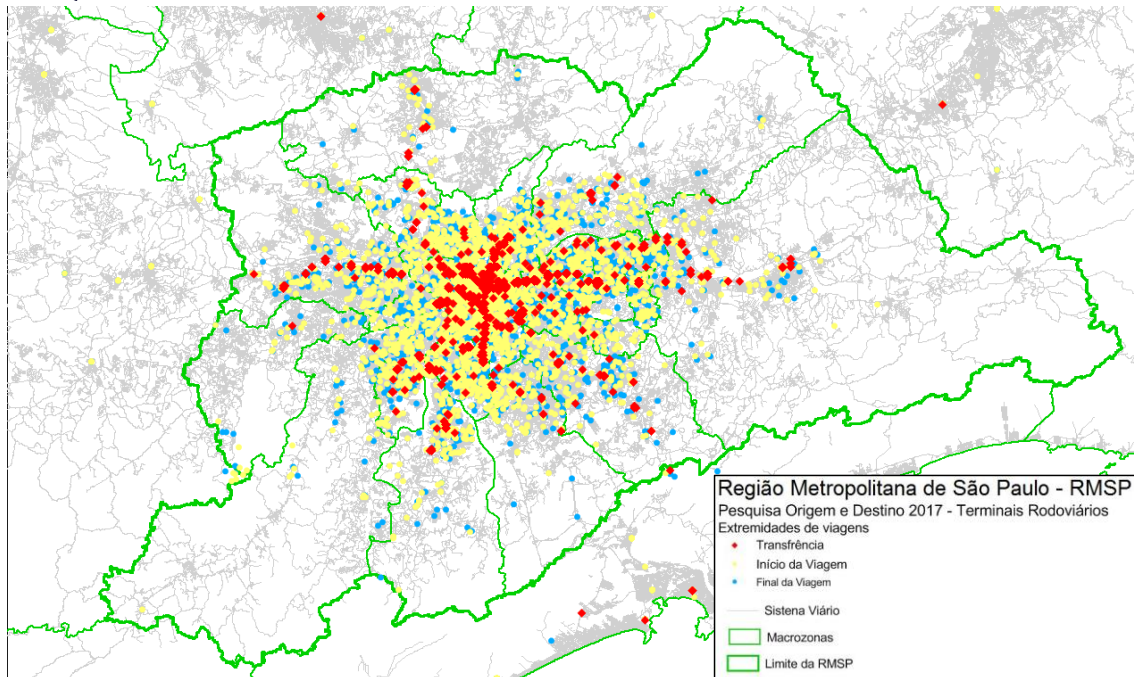 Região Metropolitana de São Paulo - RMSP
Pesquisa Origem e Destino 2017 - Terminais Rodoviários
Extremidades de viagens
Transfrência
Início da Viagem
Final da Viagem
Sistena Viário
Macrozonas
Limite da RMSP